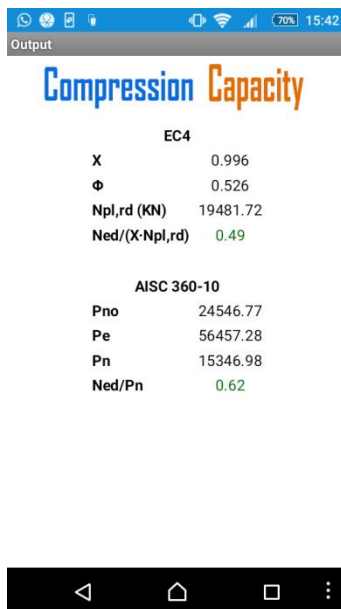 70% 15:42
Output
Compression Capacity
EC4
X 0.996
Φ 0.526
Npl,rd (KN) 19481.72
Ned/(X·Npl,rd) 0.49
AISC 360-10
Pno 24546.77
Pe 56457.28
Pn 15346.98
Ned/Pn 0.62